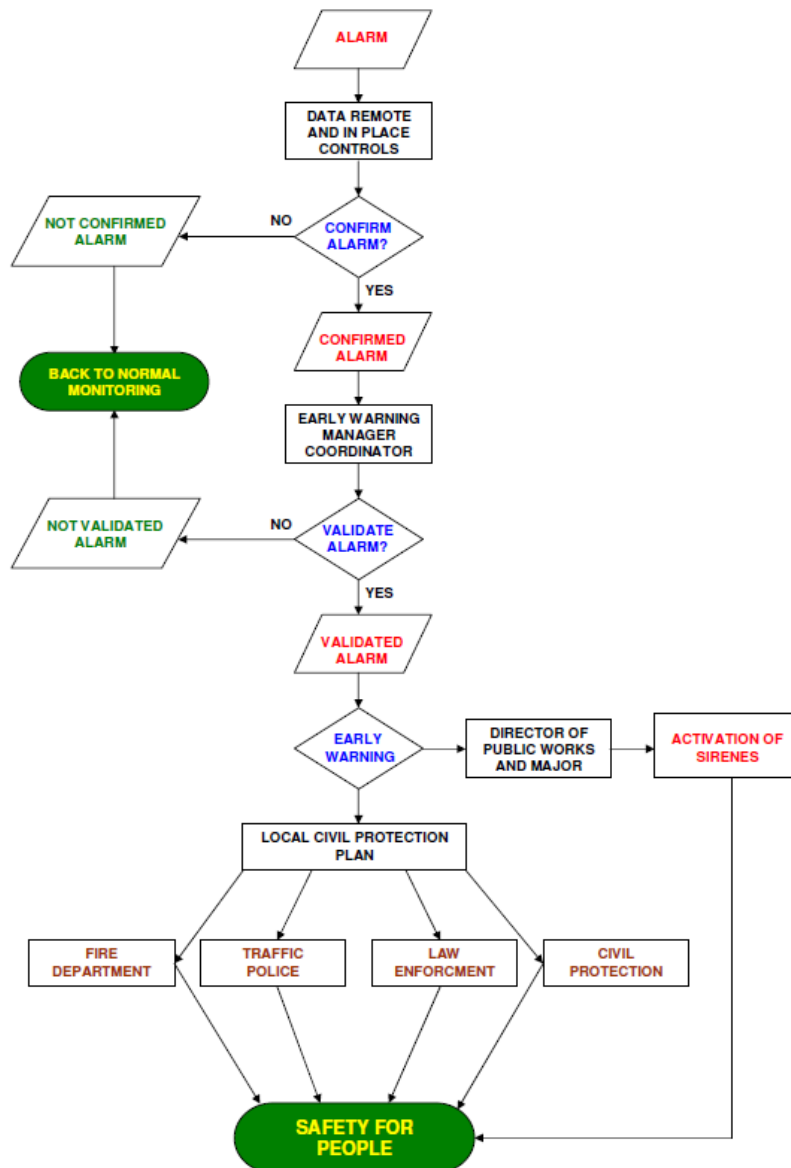 ALARM
DATA REMOTE
AND IN PLACE
CONTROLS
NOT CONFIRMED
ALARM
NO
CONFIRM
ALARM?
YES
CONFIRMED
ALARM
BACK TO NORMAL
MONITORING
EARLY WARNING
MANAGER
COORDINATOR
NOT VALIDATED
ALARM
NO
VALIDATE
ALARM?
YES
VALIDATED
ALARM
EARLY
WARNING
DIRECTOR OF
PUBLIC WORKS
AND MAJOR
ACTIVATION OF
SIRENES
LOCAL CIVIL PROTECTION
PLAN
FIRE
DEPARTMENT
TRAFFIC
POLICE
LAW
ENFORCMENT
CIVIL
PROTECTION
SAFETY FOR
PEOPLE